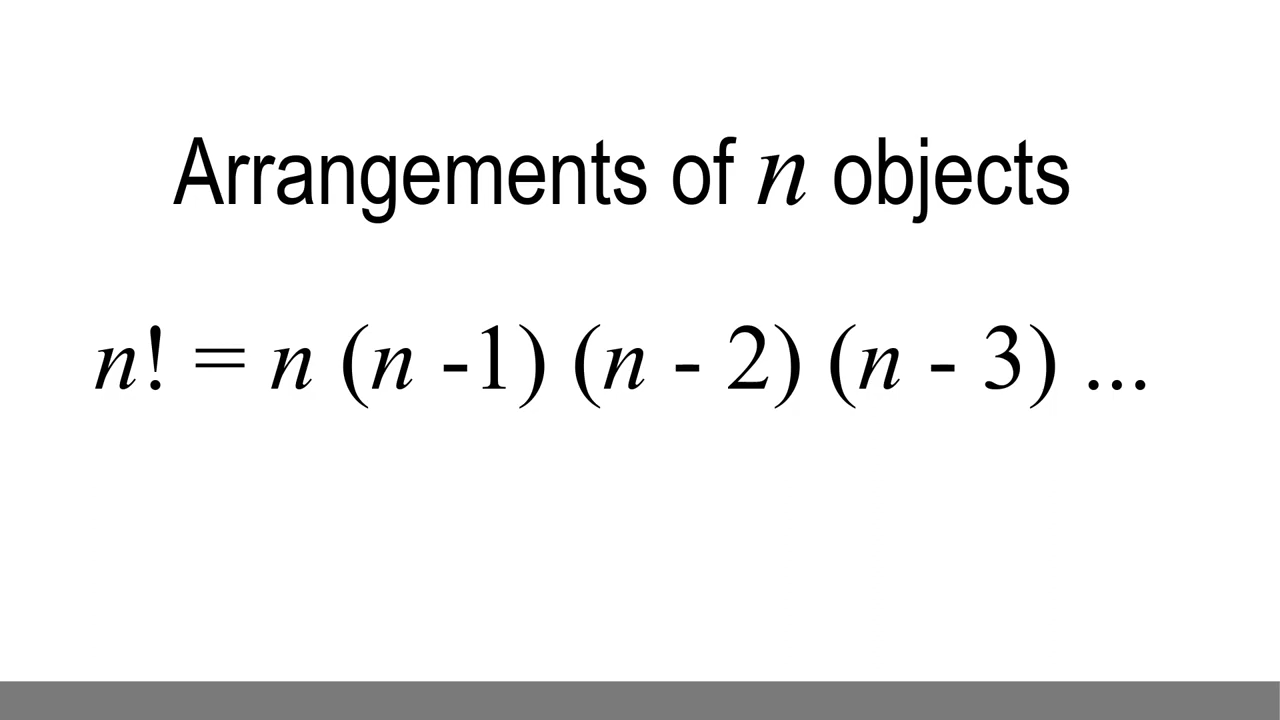 Arrangements of n objects
n! = n (n -1) (n - 2) (n - 3) ...